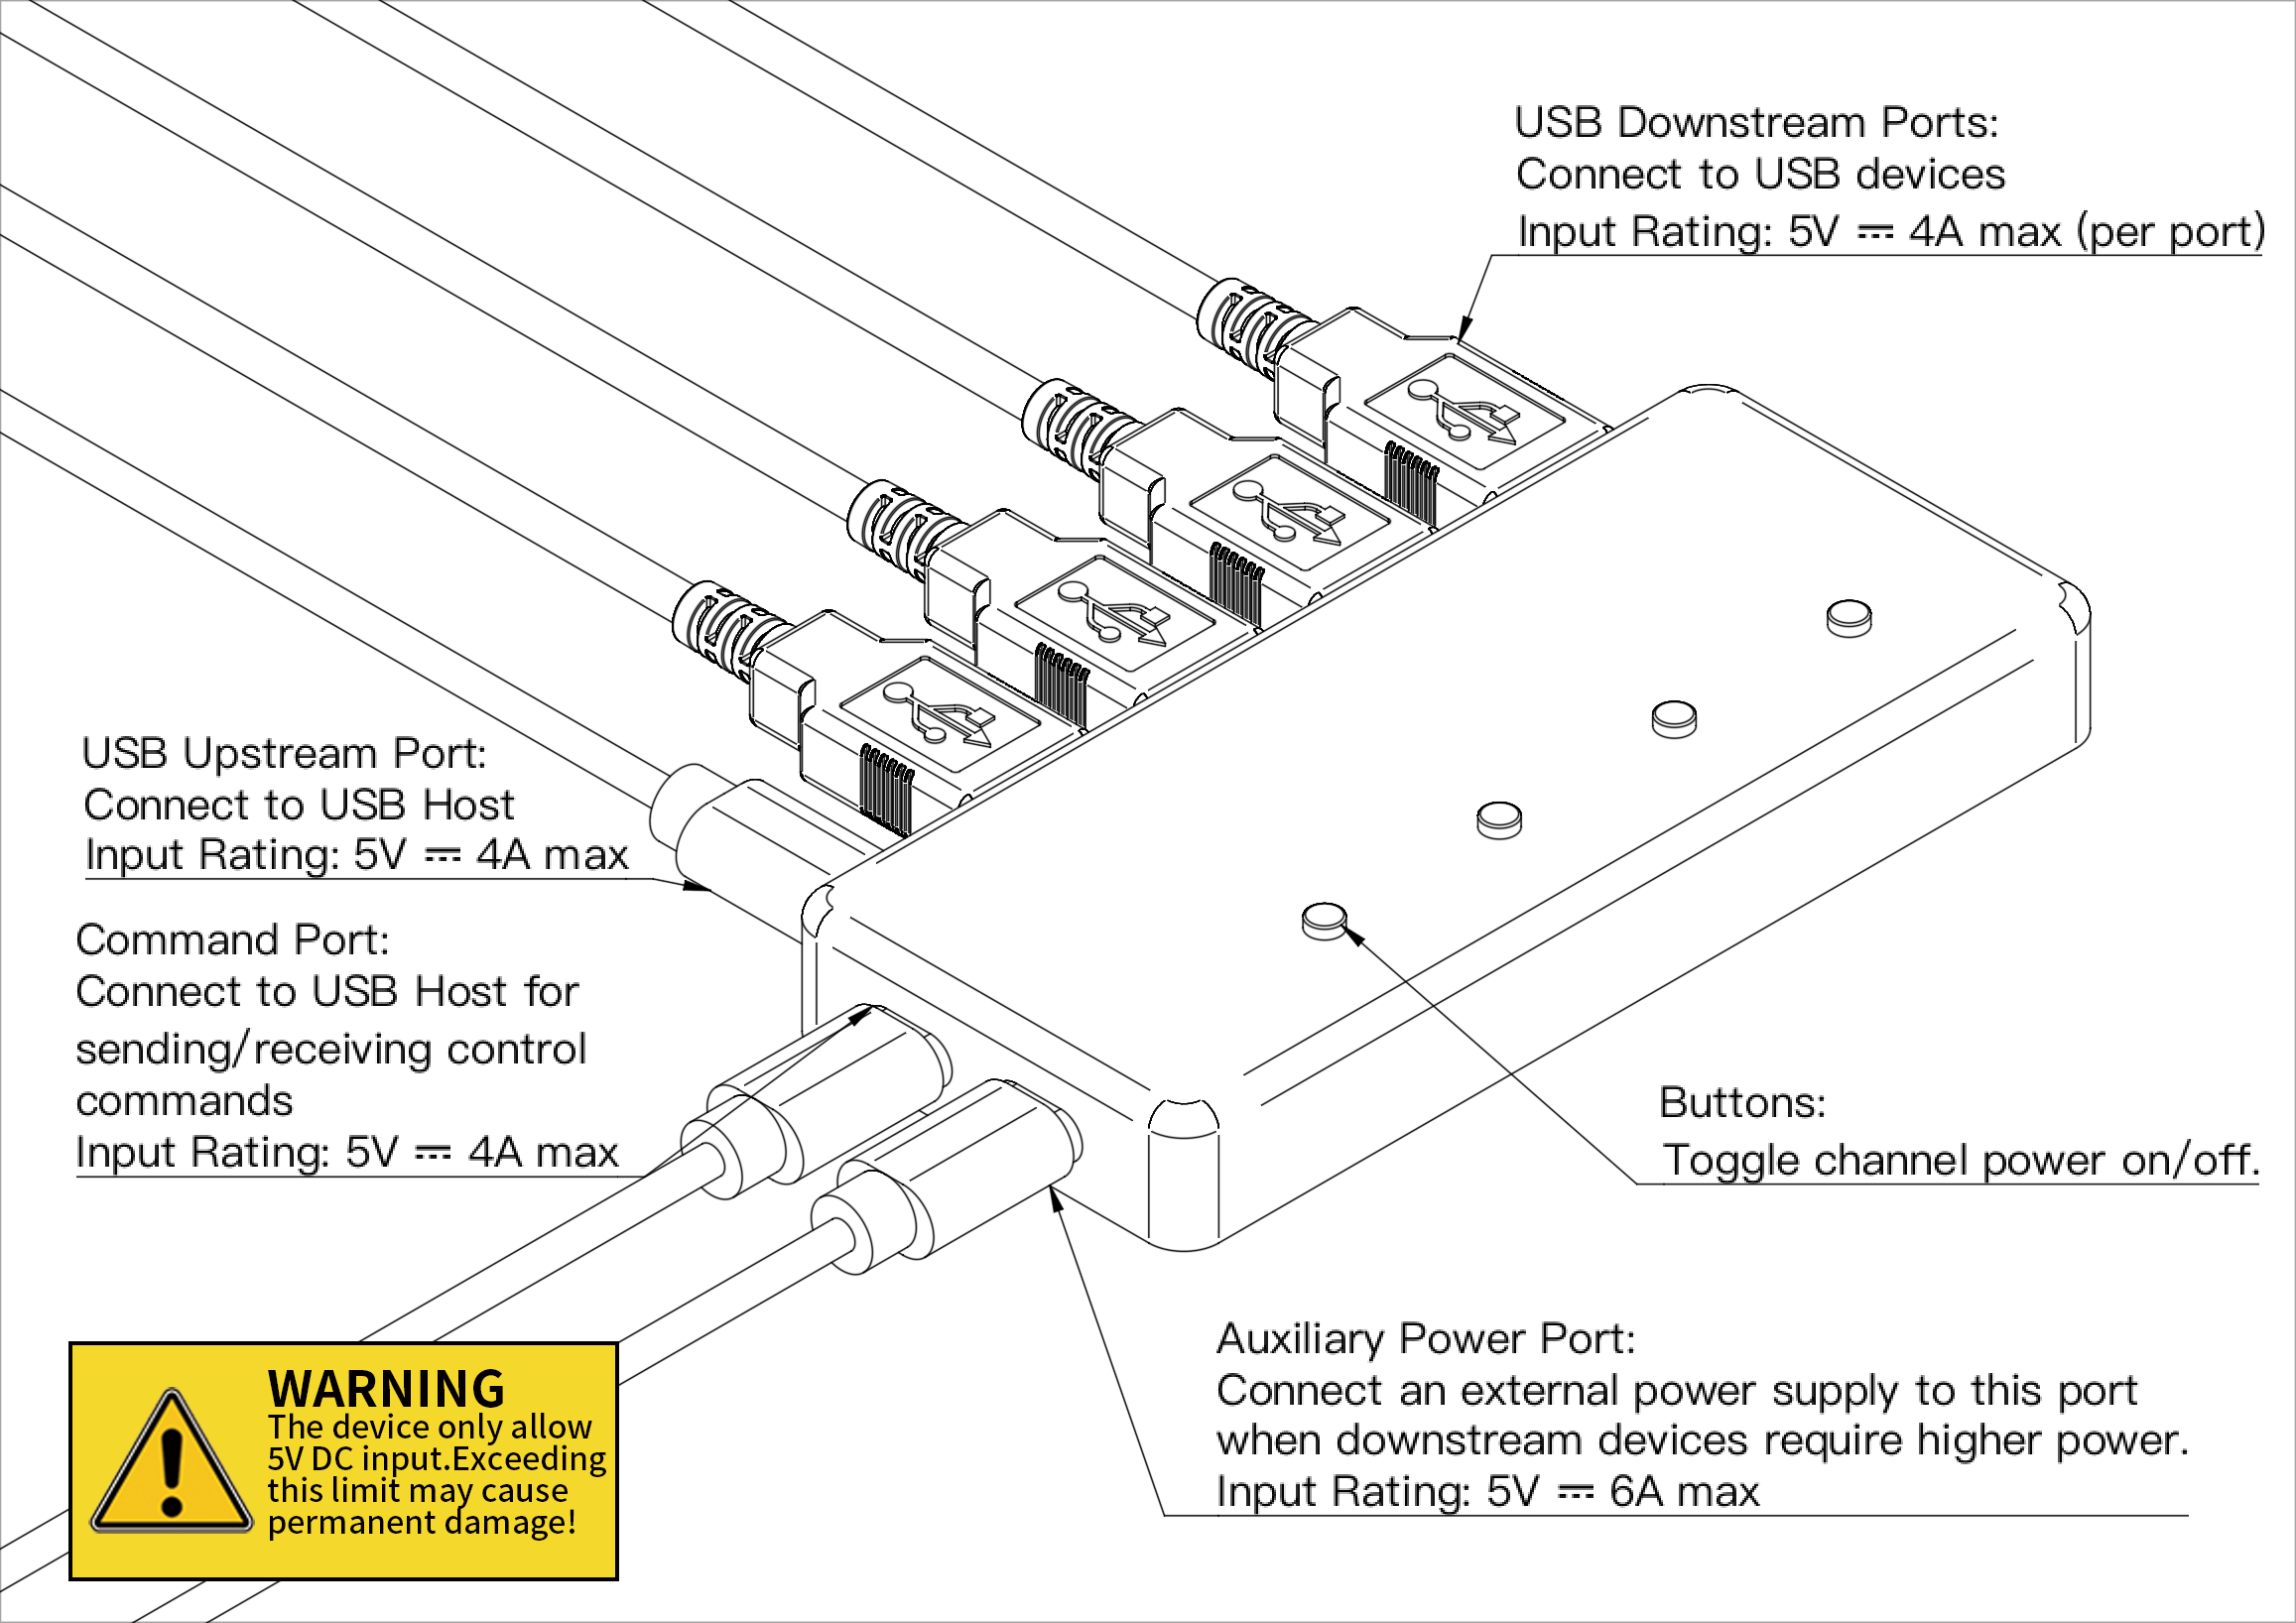 USB Downstream Ports:
Connect to USB devices
Input Rating: 5V ⎓ 4A max (per port)
USB Upstream Port:
Connect to USB Host
Input Rating: 5V ⎓ 4A max
Command Port:
Connect to USB Host for
sending/receiving control
commands
Input Rating: 5V ⎓ 4A max
Buttons:
Toggle channel power on/off.
Auxiliary Power Port:
Connect an external power supply to this port
when downstream devices require higher power.
Input Rating: 5V ⎓ 6A max
WARNING
The device only allow
5V DC input.Exceeding
this limit may cause
permanent damage!